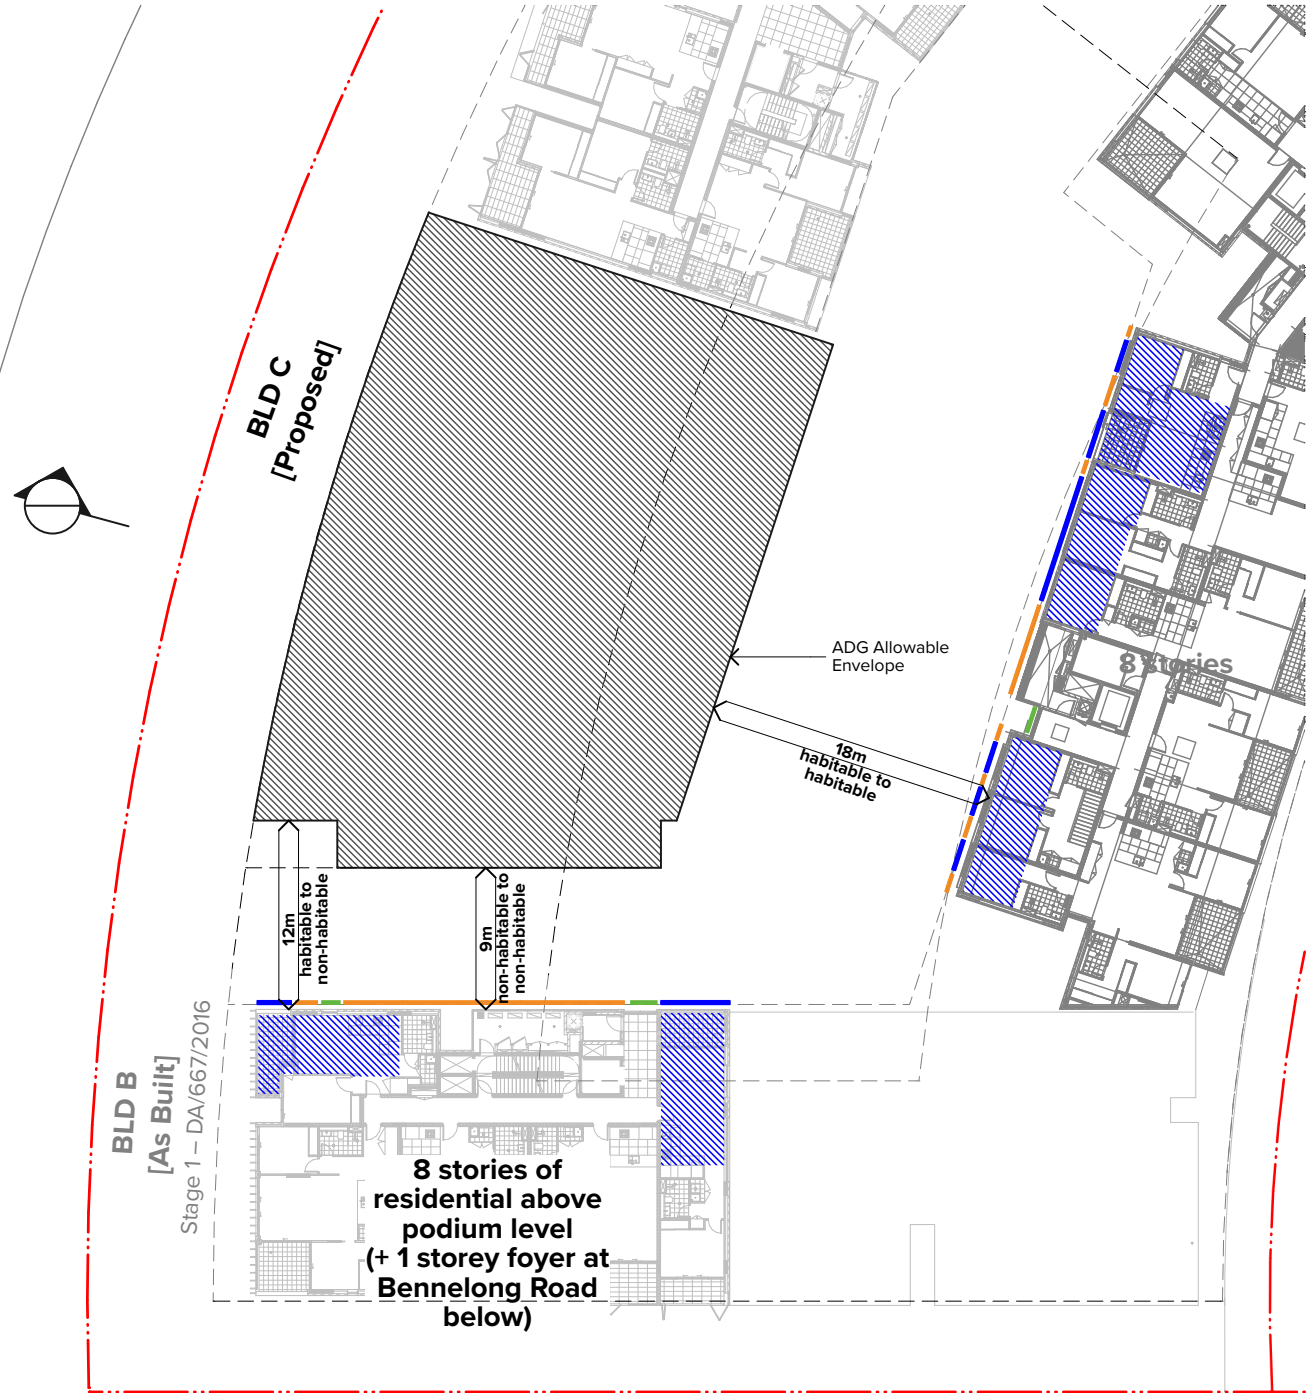 BLD C
[Proposed]
ADG Allowable
Envelope
8 Stories
18m
habitable to
habitable
12m
habitable to
non-habitable
9m
non-habitable to
non-habitable
BLD B
[As Built]
Stage 1 – DA/667/2016
8 stories of
residential above
podium level
(+ 1 storey foyer at
Bennelong Road
below)